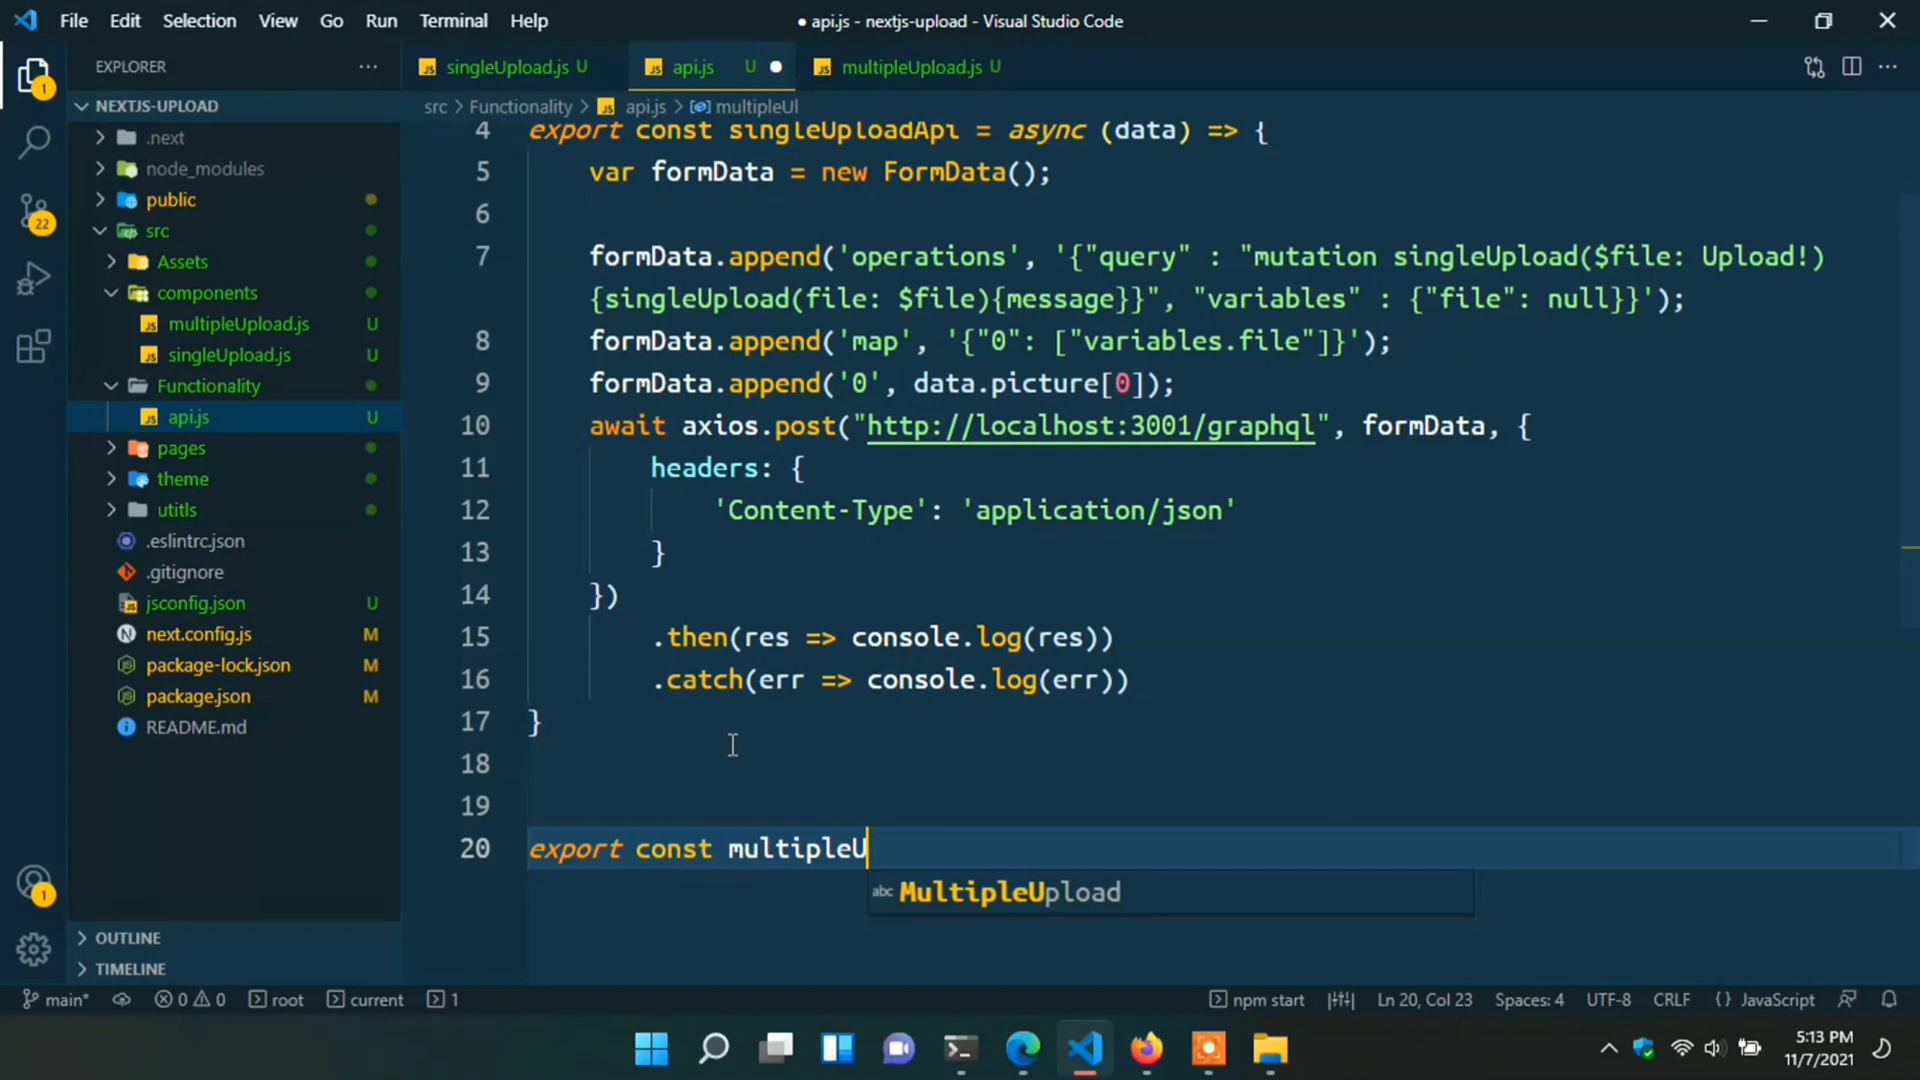 File Edit Selection View Go Run Terminal Help
● api.js - nextjs-upload - Visual Studio Code
EXPLORER
singleUpload.js U
api.js U
multipleUpload.js U
NEXTJS-UPLOAD
src > Functionality > api.js > multipleUl
.next
node_modules
public
src
Assets
components
multipleUpload.js U
singleUpload.js U
Functionality
api.js U
pages
theme
utitls
.eslintrc.json
.gitignore
jsconfig.json U
next.config.js M
package-lock.json M
package.json M
README.md
OUTLINE
TIMELINE
1
22
1
4 export const singleUploadApi = async (data) => {
5 var formData = new FormData();
6
7 formData.append('operations', '{"query" : "mutation singleUpload($file: Upload!)
{singleUpload(file: $file){message}}", "variables" : {"file": null}}');
8 formData.append('map', '{"0": ["variables.file"]}');
9 formData.append('0', data.picture[0]);
10 await axios.post("http://localhost:3001/graphql", formData, {
11 headers: {
12 'Content-Type': 'application/json'
13 }
14 })
15 .then(res => console.log(res))
16 .catch(err => console.log(err))
17 }
18
19
20 export const multipleU
abc MultipleUpload
main* 0 0 root current 1
npm start Ln 20, Col 23 Spaces: 4 UTF-8 CRLF {} JavaScript
5:13 PM
11/7/2021